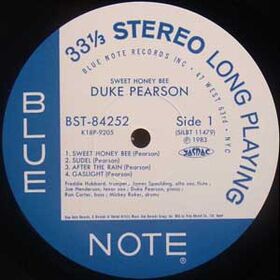 33⅓ STEREO LONG PLAYING
BLUE NOTE RECORDS INC • 47 WEST 63rd • NYC
SWEET HONEY BEE
DUKE PEARSON
BST-84252
Side 1
K18P-9205
(SILBT 11479)
℗ 1983
1. SWEET HONEY BEE (Pearson)
2. SUDEL (Pearson)
3. AFTER THE RAIN (Pearson)
4. GASLIGHT (Pearson)
Freddie Hubbard, trumpet; James Spaulding, alto sax, flute;
Joe Henderson, tenor sax; Duke Pearson, piano;
Ron Carter, bass; Mickey Roker, drums
BLUE
NOTE ®